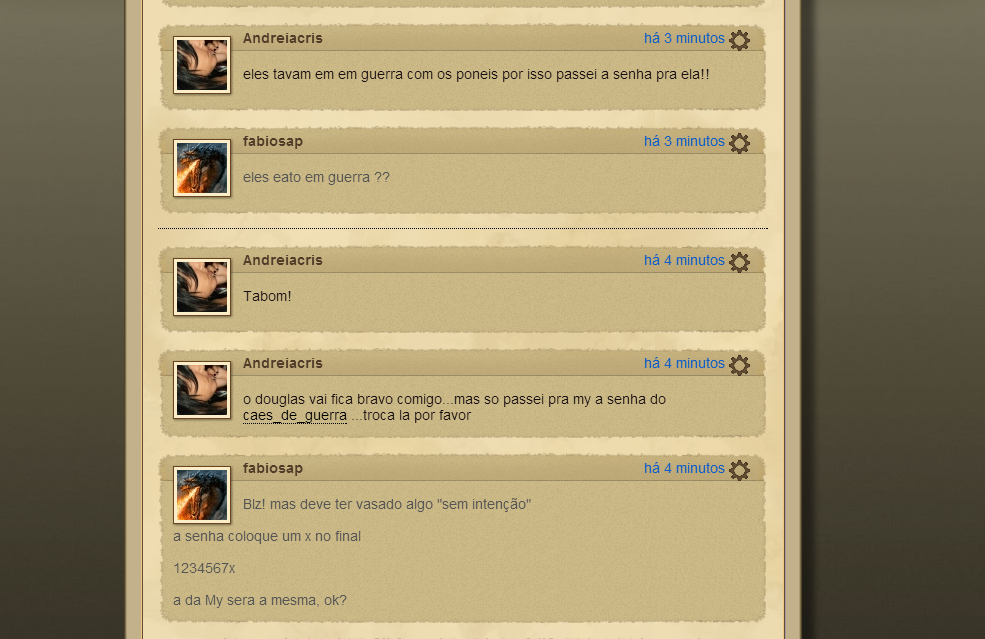 Andreiacris há 3 minutos
eles tavam em em guerra com os poneis por isso passei a senha pra ela!!
fabiosap há 3 minutos
eles eato em guerra ??
Andreiacris há 4 minutos
Tabom!
Andreiacris há 4 minutos
o douglas vai fica bravo comigo...mas so passei pra my a senha do
caes_de_guerra ...troca la por favor
fabiosap há 4 minutos
Blz! mas deve ter vasado algo "sem intenção"
a senha coloque um x no final
1234567x
a da My sera a mesma, ok?